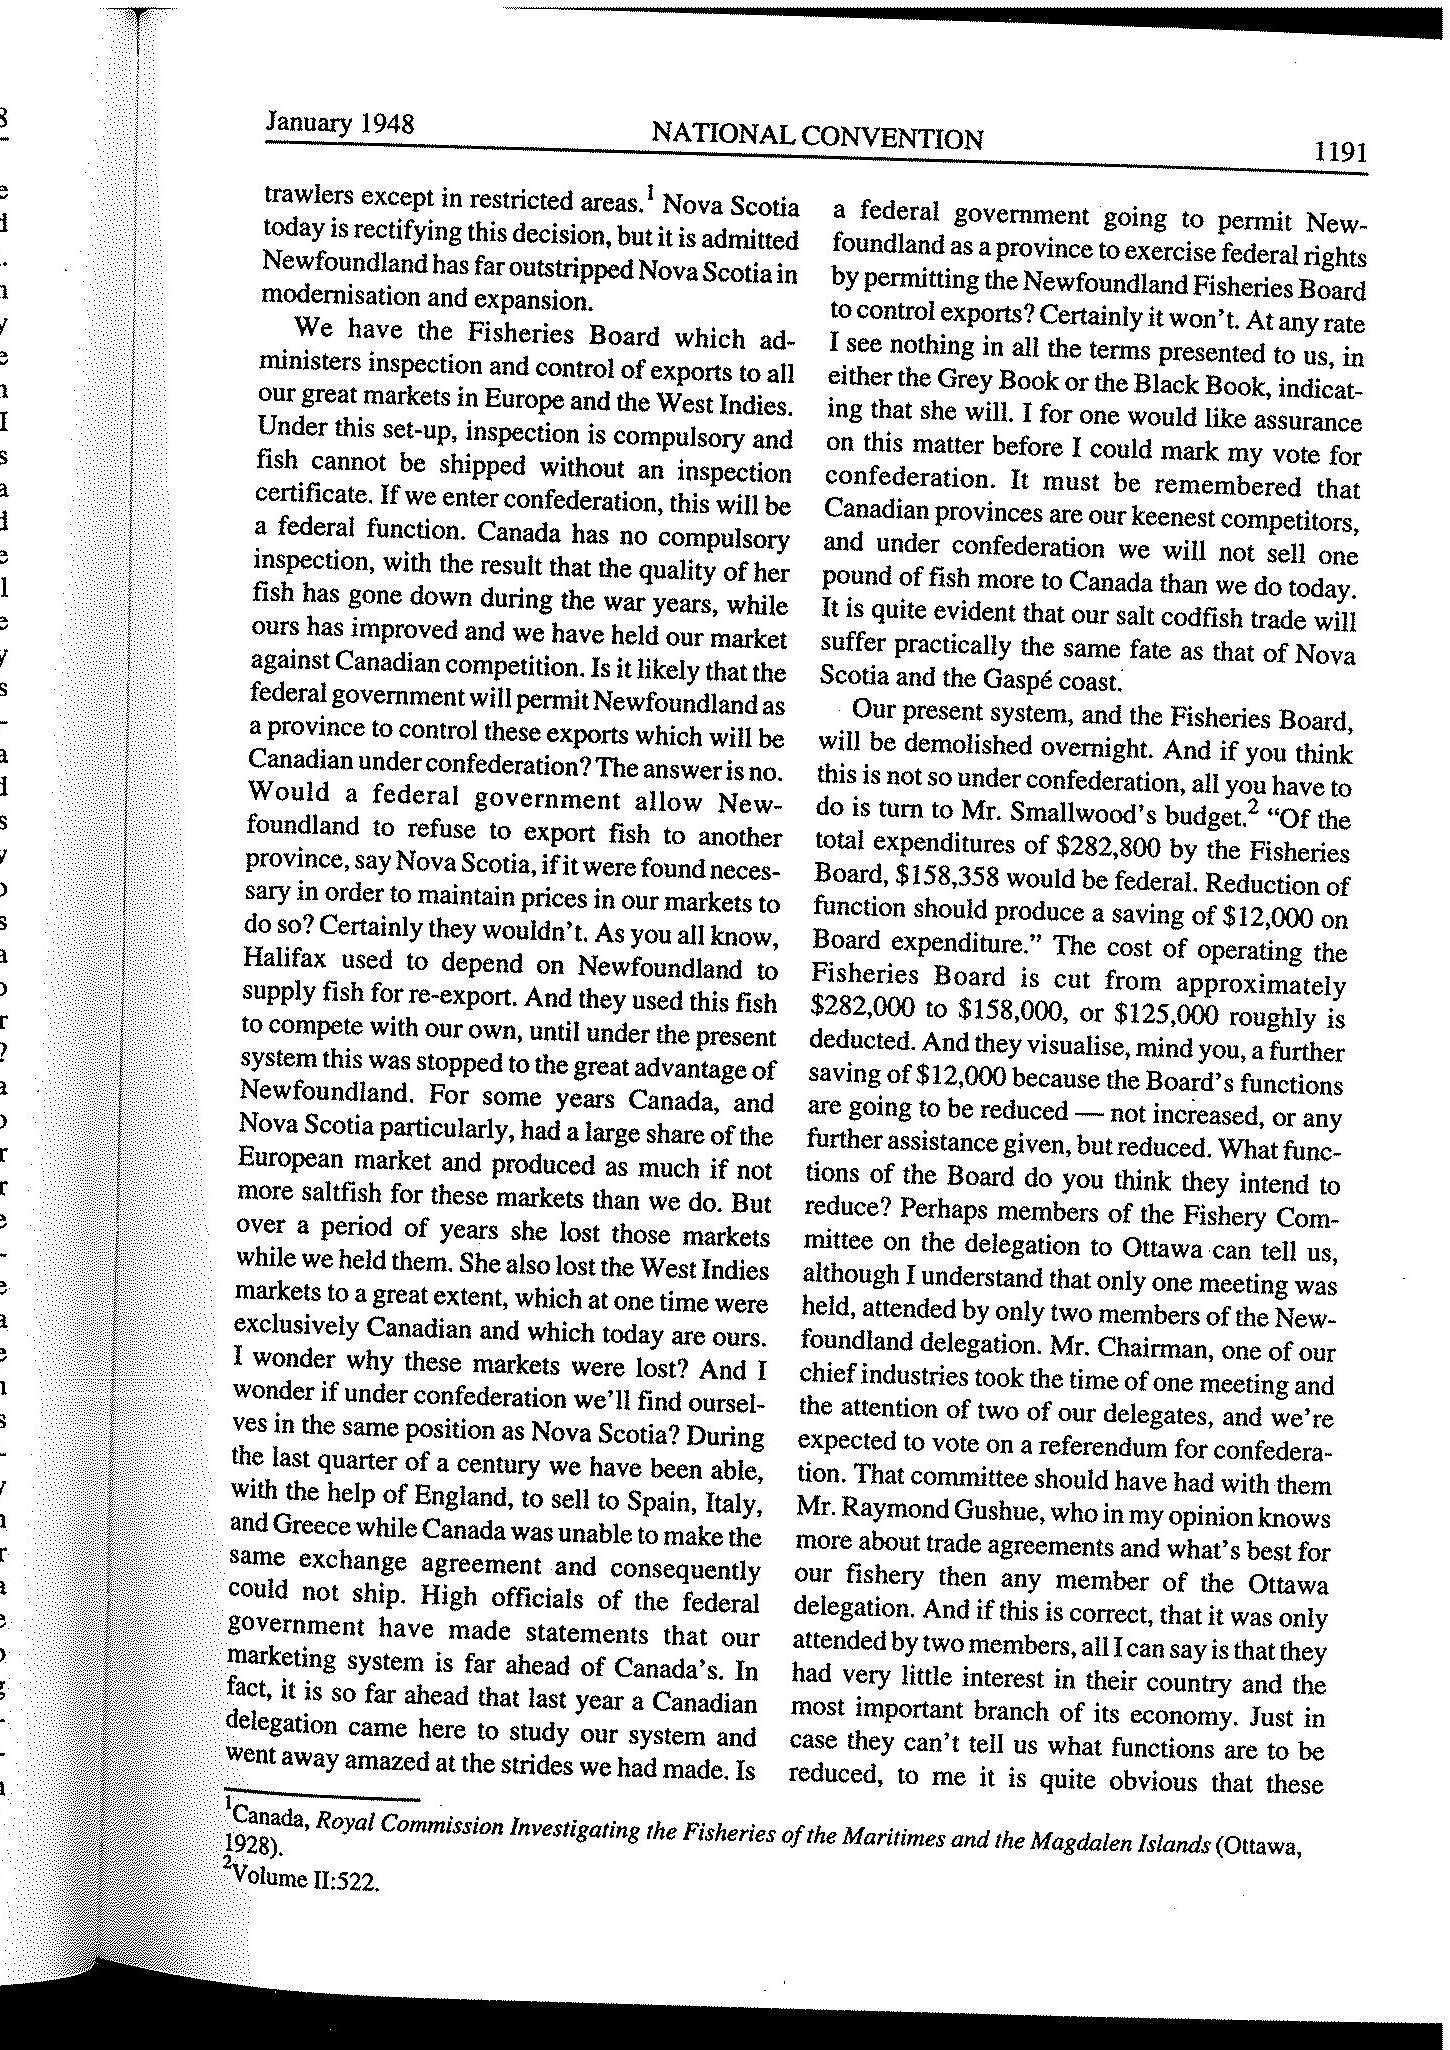 January 1948 NATIONAL CONVENTION 1191
trawlers except in restricted areas.¹ Nova Scotia
today is rectifying this decision, but it is admitted
Newfoundland has far outstripped Nova Scotia in
modernisation and expansion.
We have the Fisheries Board which ad-
ministers inspection and control of exports to all
our great markets in Europe and the West Indies.
Under this set-up, inspection is compulsory and
fish cannot be shipped without an inspection
certificate. If we enter confederation, this will be
a federal function. Canada has no compulsory
inspection, with the result that the quality of her
fish has gone down during the war years, while
ours has improved and we have held our market
against Canadian competition. Is it likely that the
federal government will permit Newfoundland as
a province to control these exports which will be
Canadian under confederation? The answer is no.
Would a federal government allow New-
foundland to refuse to export fish to another
province, say Nova Scotia, if it were found neces-
sary in order to maintain prices in our markets to
do so? Certainly they wouldn't. As you all know,
Halifax used to depend on Newfoundland to
supply fish for re-export. And they used this fish
to compete with our own, until under the present
system this was stopped to the great advantage of
Newfoundland. For some years Canada, and
Nova Scotia particularly, had a large share of the
European market and produced as much if not
more saltfish for these markets than we do. But
over a period of years she lost those markets
while we held them. She also lost the West Indies
markets to a great extent, which at one time were
exclusively Canadian and which today are ours.
I wonder why these markets were lost? And I
wonder if under confederation we'll find oursel-
ves in the same position as Nova Scotia? During
the last quarter of a century we have been able,
with the help of England, to sell to Spain, Italy,
and Greece while Canada was unable to make the
same exchange agreement and consequently
could not ship. High officials of the federal
government have made statements that our
marketing system is far ahead of Canada's. In
fact, it is so far ahead that last year a Canadian
delegation came here to study our system and
went away amazed at the strides we had made. Is
a federal government going to permit New-
foundland as a province to exercise federal rights
by permitting the Newfoundland Fisheries Board
to control exports? Certainly it won't. At any rate
I see nothing in all the terms presented to us, in
either the Grey Book or the Black Book, indicat-
ing that she will. I for one would like assurance
on this matter before I could mark my vote for
confederation. It must be remembered that
Canadian provinces are our keenest competitors,
and under confederation we will not sell one
pound of fish more to Canada than we do today.
It is quite evident that our salt codfish trade will
suffer practically the same fate as that of Nova
Scotia and the Gaspé coast.
Our present system, and the Fisheries Board,
will be demolished overnight. And if you think
this is not so under confederation, all you have to
do is turn to Mr. Smallwood's budget.² "Of the
total expenditures of $282,800 by the Fisheries
Board, $158,358 would be federal. Reduction of
function should produce a saving of $12,000 on
Board expenditure." The cost of operating the
Fisheries Board is cut from approximately
$282,000 to $158,000, or $125,000 roughly is
deducted. And they visualise, mind you, a further
saving of $12,000 because the Board's functions
are going to be reduced — not increased, or any
further assistance given, but reduced. What func-
tions of the Board do you think they intend to
reduce? Perhaps members of the Fishery Com-
mittee on the delegation to Ottawa can tell us,
although I understand that only one meeting was
held, attended by only two members of the New-
foundland delegation. Mr. Chairman, one of our
chief industries took the time of one meeting and
the attention of two of our delegates, and we're
expected to vote on a referendum for confedera-
tion. That committee should have had with them
Mr. Raymond Gushue, who in my opinion knows
more about trade agreements and what's best for
our fishery then any member of the Ottawa
delegation. And if this is correct, that it was only
attended by two members, all I can say is that they
had very little interest in their country and the
most important branch of its economy. Just in
case they can't tell us what functions are to be
reduced, to me it is quite obvious that these
¹Canada, Royal Commission Investigating the Fisheries of the Maritimes and the Magdalen Islands (Ottawa,
1928).
²Volume II:522.